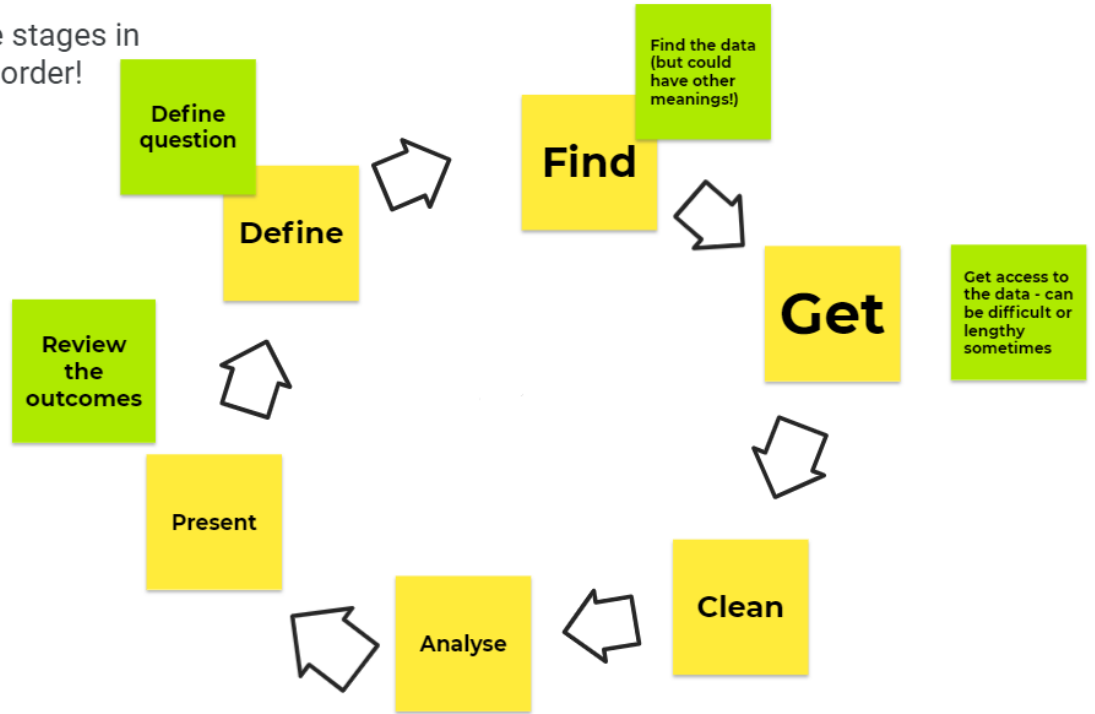 e stages in
order!
Define
question
Define
Find the data
(but could
have other
meanings!)
Find
Get
Get access to
the data - can
be difficult or
lengthy
sometimes
Clean
Analyse
Present
Review
the
outcomes